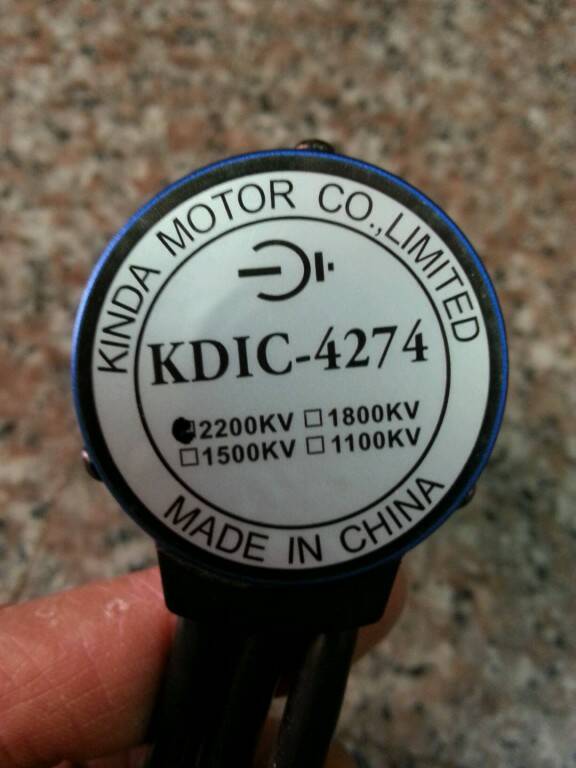 KINDA MOTOR CO.,LIMITED
KDIC-4274
2200KV □1800KV
□1500KV □1100KV
MADE IN CHINA